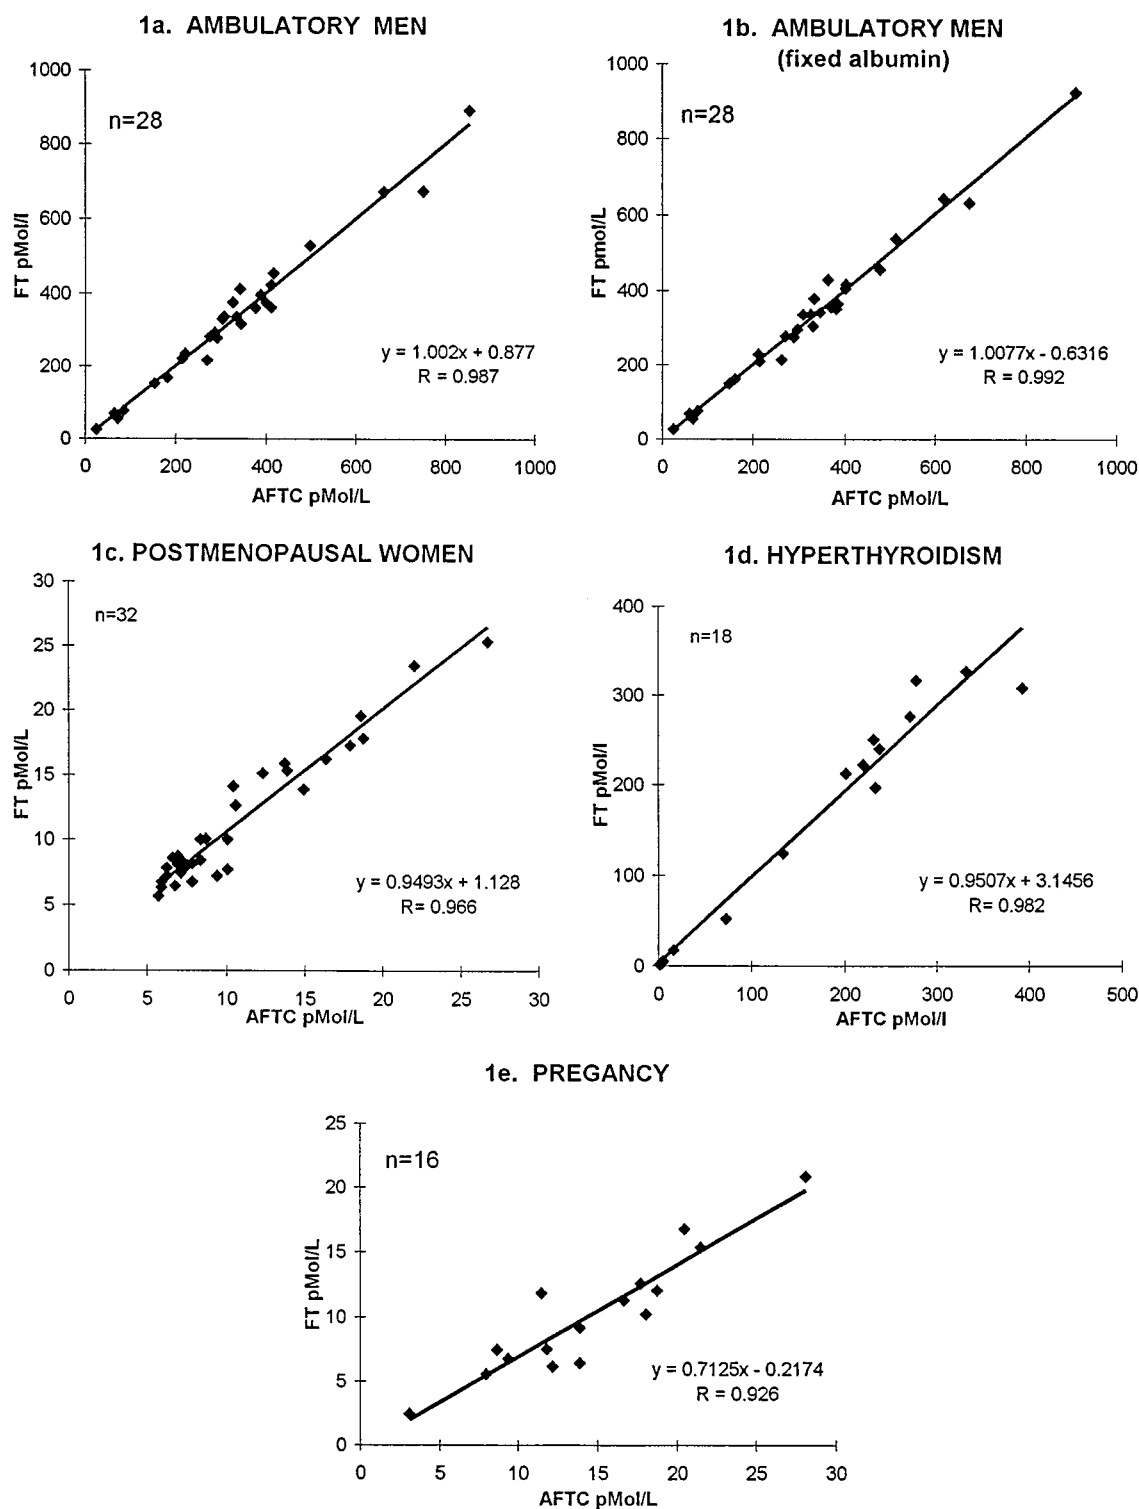 1a. AMBULATORY MEN
1000
800
600
400
200
0
n=28
FT pMol/l
y = 1.002x + 0.877
R = 0.987
0 200 400 600 800 1000
AFTC pMol/L
1b. AMBULATORY MEN
(fixed albumin)
1000
800
600
400
200
0
n=28
FT pmol/L
y = 1.0077x - 0.6316
R = 0.992
0 200 400 600 800 1000
AFTC pMol/L
1c. POSTMENOPAUSAL WOMEN
30
25
20
15
10
5
0
n=32
FT pMol/L
y = 0.9493x + 1.128
R= 0.966
0 5 10 15 20 25 30
AFTC pMol/L
1d. HYPERTHYROIDISM
400
300
200
100
0
n=18
FT pMol/l
y = 0.9507x + 3.1456
R= 0.982
0 100 200 300 400 500
AFTC pMol/l
1e. PREGANCY
25
20
15
10
5
0
n=16
FT pMol/L
y = 0.7125x - 0.2174
R = 0.926
0 5 10 15 20 25 30
AFTC pMol/L